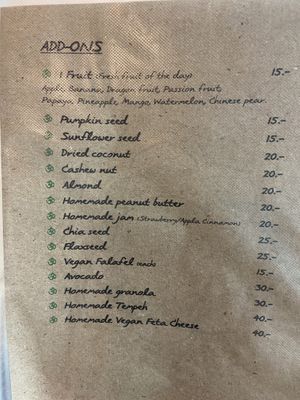 ADD-ONS
1 Fruit (Fresh fruit of the day) 15.-
Apple, Banana, Dragon fruit, Passion fruit,
Papaya, Pineapple, Mango, Watermelon, Chinese pear.
Pumpkin seed 15.-
Sunflower seed 15.-
Dried coconut 20.-
Cashew nut 20.-
Almond 20.-
Homemade peanut butter 20.-
Homemade jam (Strawberry/Apple Cinnamon) 20.-
Chia seed 25.-
Flaxseed 25.-
Vegan Falafel (each) 15.-
Avocado 30.-
Homemade granola 30.-
Homemade Tempeh 40.-
Homemade Vegan Feta Cheese 40.-